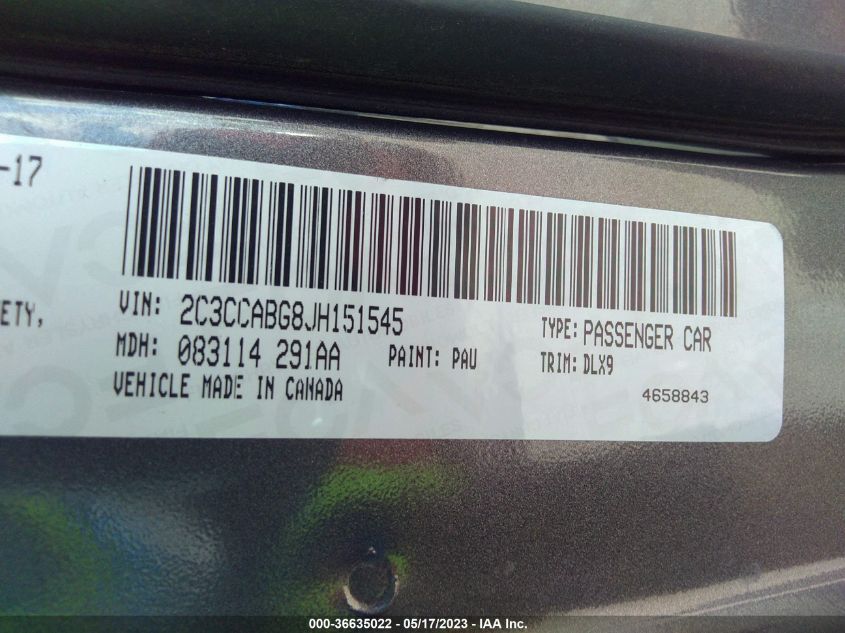 -17
ETY,
VIN: 2C3CCABG8JH151545
TYPE: PASSENGER CAR
MDH: 083114 291AA
PAINT: PAU
TRIM: DLX9
VEHICLE MADE IN CANADA
4658843
000-36635022 - 05/17/2023 - IAA Inc.